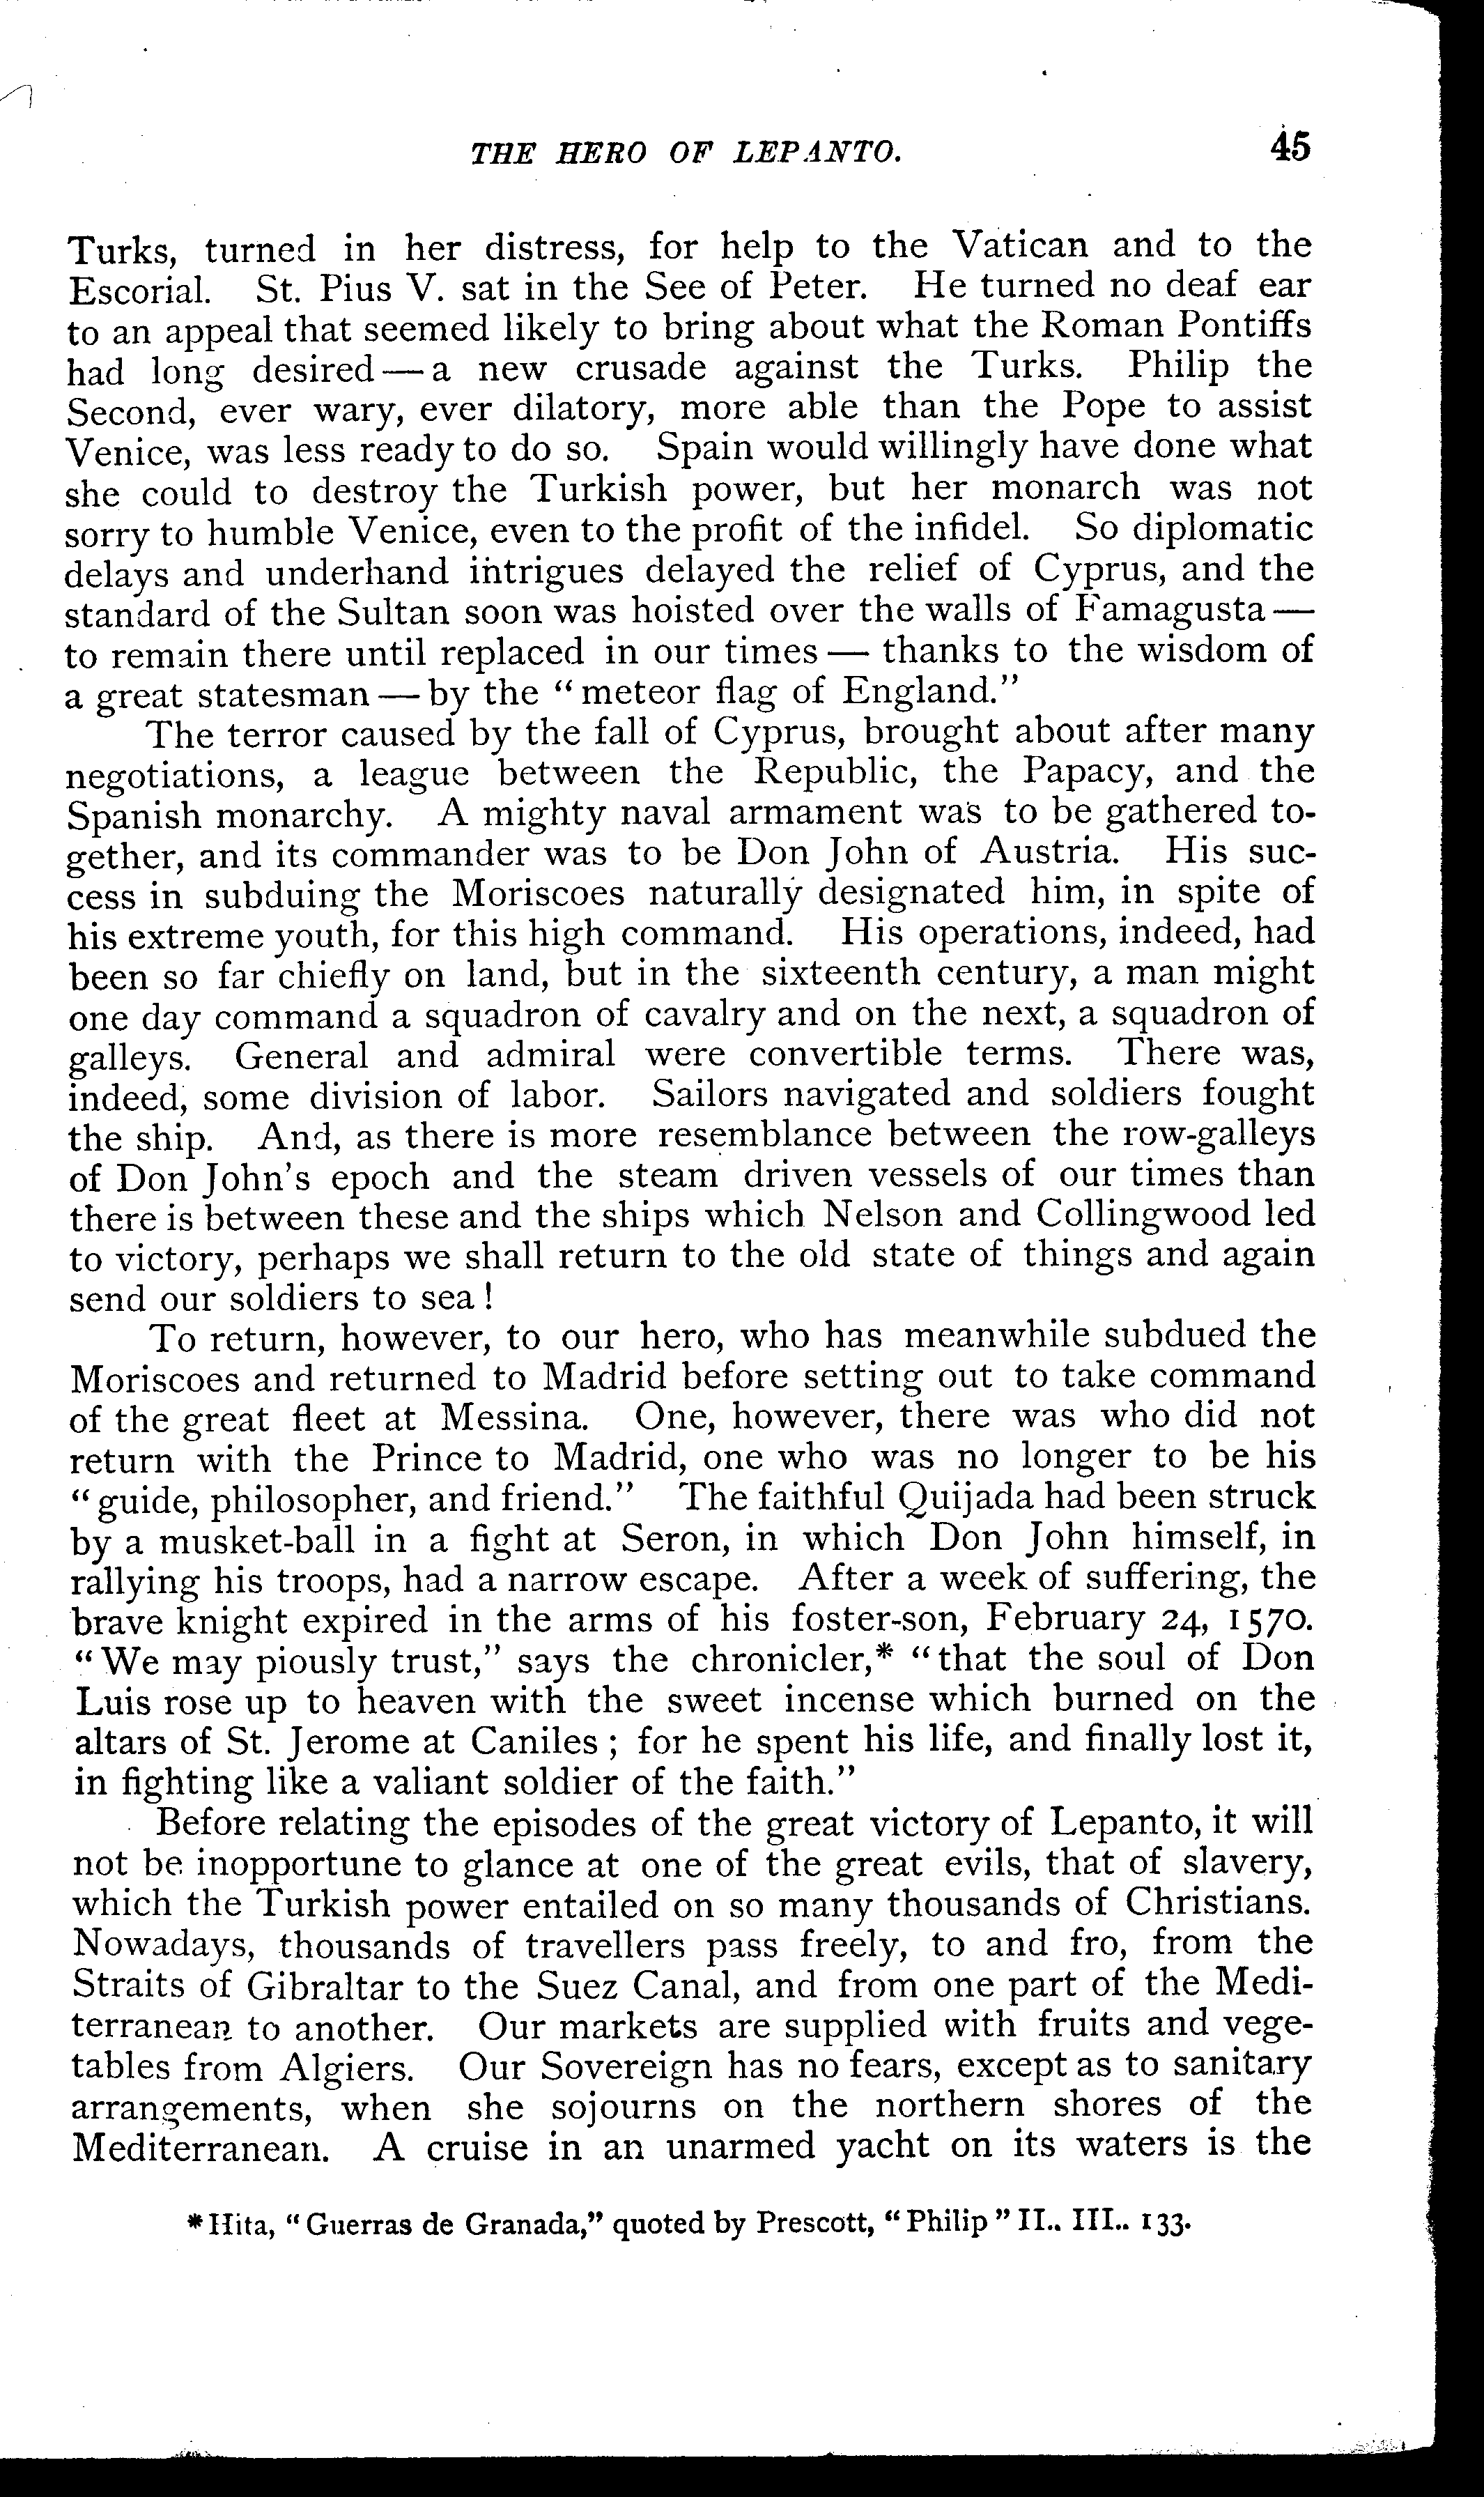 THE HERO OF LEPANTO. 45
Turks, turned in her distress, for help to the Vatican and to the
Escorial. St. Pius V. sat in the See of Peter. He turned no deaf ear
to an appeal that seemed likely to bring about what the Roman Pontiffs
had long desired — a new crusade against the Turks. Philip the
Second, ever wary, ever dilatory, more able than the Pope to assist
Venice, was less ready to do so. Spain would willingly have done what
she could to destroy the Turkish power, but her monarch was not
sorry to humble Venice, even to the profit of the infidel. So diplomatic
delays and underhand intrigues delayed the relief of Cyprus, and the
standard of the Sultan soon was hoisted over the walls of Famagusta —
to remain there until replaced in our times — thanks to the wisdom of
a great statesman — by the "meteor flag of England."
The terror caused by the fall of Cyprus, brought about after many
negotiations, a league between the Republic, the Papacy, and the
Spanish monarchy. A mighty naval armament was to be gathered to-
gether, and its commander was to be Don John of Austria. His suc-
cess in subduing the Moriscoes naturally designated him, in spite of
his extreme youth, for this high command. His operations, indeed, had
been so far chiefly on land, but in the sixteenth century, a man might
one day command a squadron of cavalry and on the next, a squadron of
galleys. General and admiral were convertible terms. There was,
indeed, some division of labor. Sailors navigated and soldiers fought
the ship. And, as there is more resemblance between the row-galleys
of Don John's epoch and the steam driven vessels of our times than
there is between these and the ships which Nelson and Collingwood led
to victory, perhaps we shall return to the old state of things and again
send our soldiers to sea!
To return, however, to our hero, who has meanwhile subdued the
Moriscoes and returned to Madrid before setting out to take command
of the great fleet at Messina. One, however, there was who did not
return with the Prince to Madrid, one who was no longer to be his
"guide, philosopher, and friend." The faithful Quijada had been struck
by a musket-ball in a fight at Seron, in which Don John himself, in
rallying his troops, had a narrow escape. After a week of suffering, the
brave knight expired in the arms of his foster-son, February 24, 1570.
"We may piously trust," says the chronicler,* "that the soul of Don
Luis rose up to heaven with the sweet incense which burned on the
altars of St. Jerome at Caniles; for he spent his life, and finally lost it,
in fighting like a valiant soldier of the faith."
Before relating the episodes of the great victory of Lepanto, it will
not be inopportune to glance at one of the great evils, that of slavery,
which the Turkish power entailed on so many thousands of Christians.
Nowadays, thousands of travellers pass freely, to and fro, from the
Straits of Gibraltar to the Suez Canal, and from one part of the Medi-
terranean to another. Our markets are supplied with fruits and vege-
tables from Algiers. Our Sovereign has no fears, except as to sanitary
arrangements, when she sojourns on the northern shores of the
Mediterranean. A cruise in an unarmed yacht on its waters is the
*Hita, "Guerras de Granada," quoted by Prescott, "Philip" II.. III.. 133.